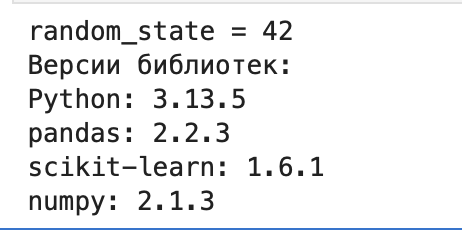 random_state = 42
Версии библиотек:
Python: 3.13.5
pandas: 2.2.3
scikit-learn: 1.6.1
numpy: 2.1.3